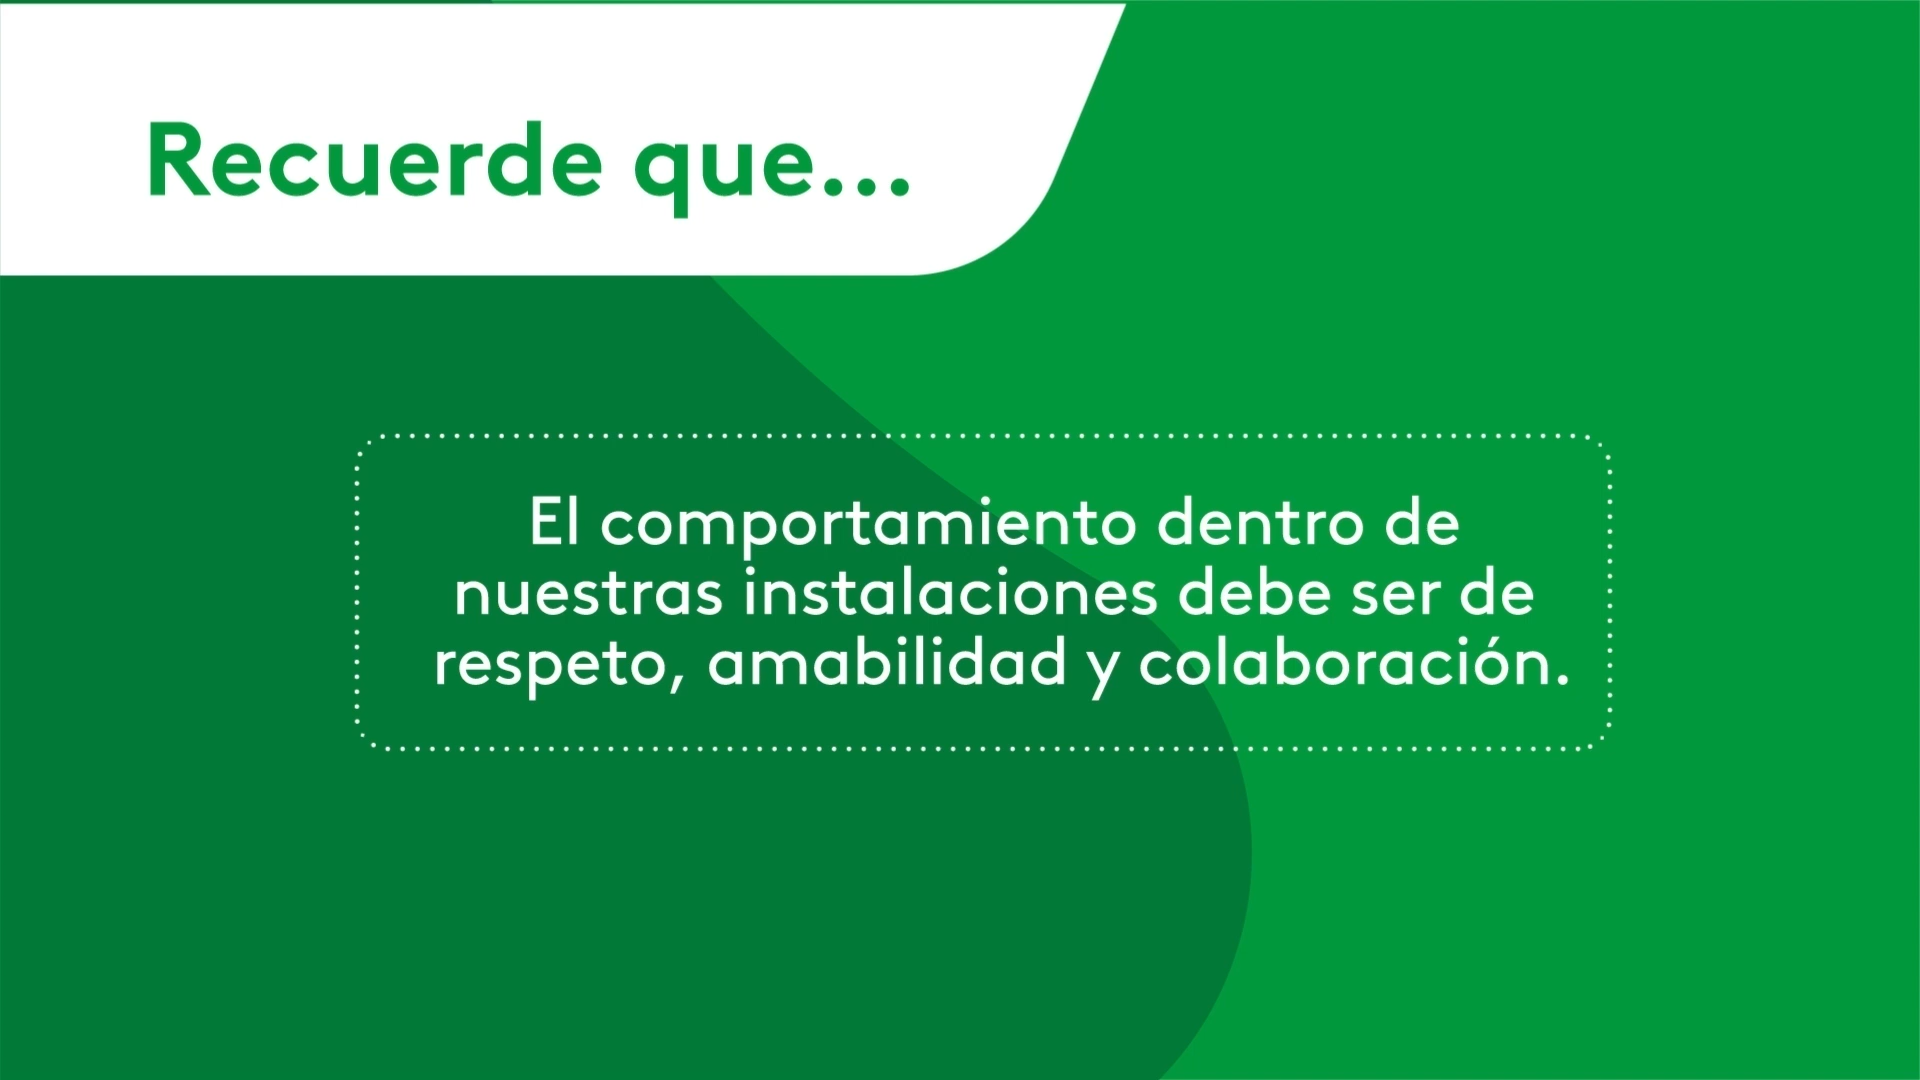 Recuerde que...
El comportamiento dentro de
nuestras instalaciones debe ser de
respeto, amabilidad y colaboración.